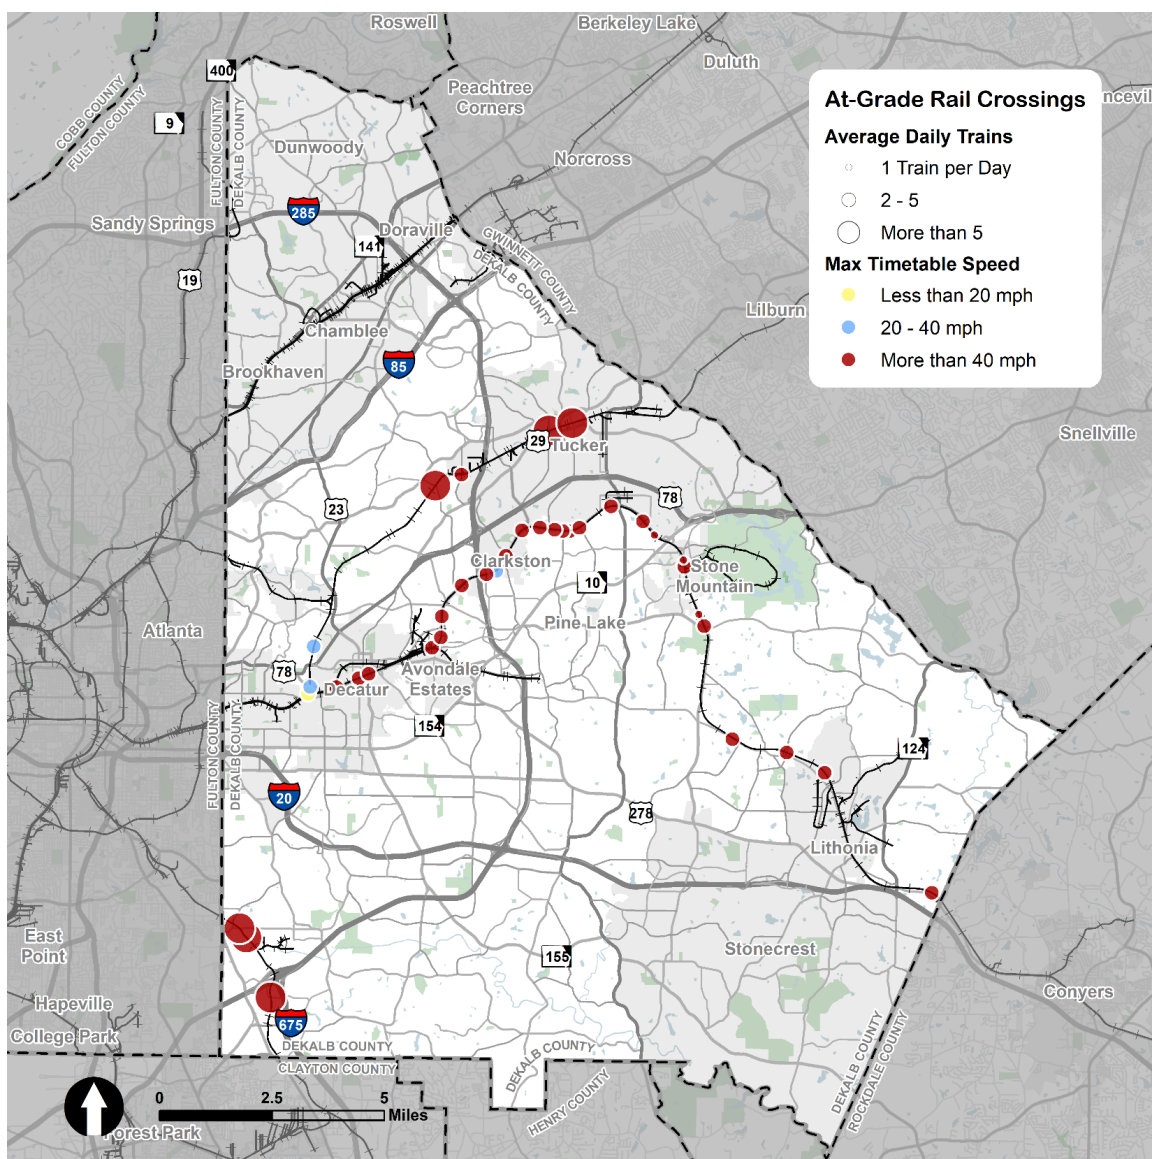 Roswell
Berkeley Lake
Duluth
400
Peachtree
Corners
9
COBB COUNTY
FULTON COUNTY
FULTON COUNTY
DEKALB COUNTY
Dunwoody
Norcross
Sandy Springs
285
Doraville
141
GWINNETT COUNTY
DEKALB COUNTY
19
Lilburn
Chamblee
Brookhaven
85
At-Grade Rail Crossings
Average Daily Trains
1 Train per Day
2 - 5
More than 5
Max Timetable Speed
Less than 20 mph
20 - 40 mph
More than 40 mph
Snellville
29
Tucker
23
78
Clarkston
Stone
Mountain
10
Pine Lake
Atlanta
78
Decatur
Avondale
Estates
154
FULTON COUNTY
DEKALB COUNTY
124
20
278
Lithonia
East
Point
155
Stonecrest
Hapeville
College Park
675
Conyers
DEKALB COUNTY
CLAYTON COUNTY
DEKALB COUNTY
HENRY COUNTY
DEKALB COUNTY
ROCKDALE COUNTY
0 2.5 5
Miles
Forest Park